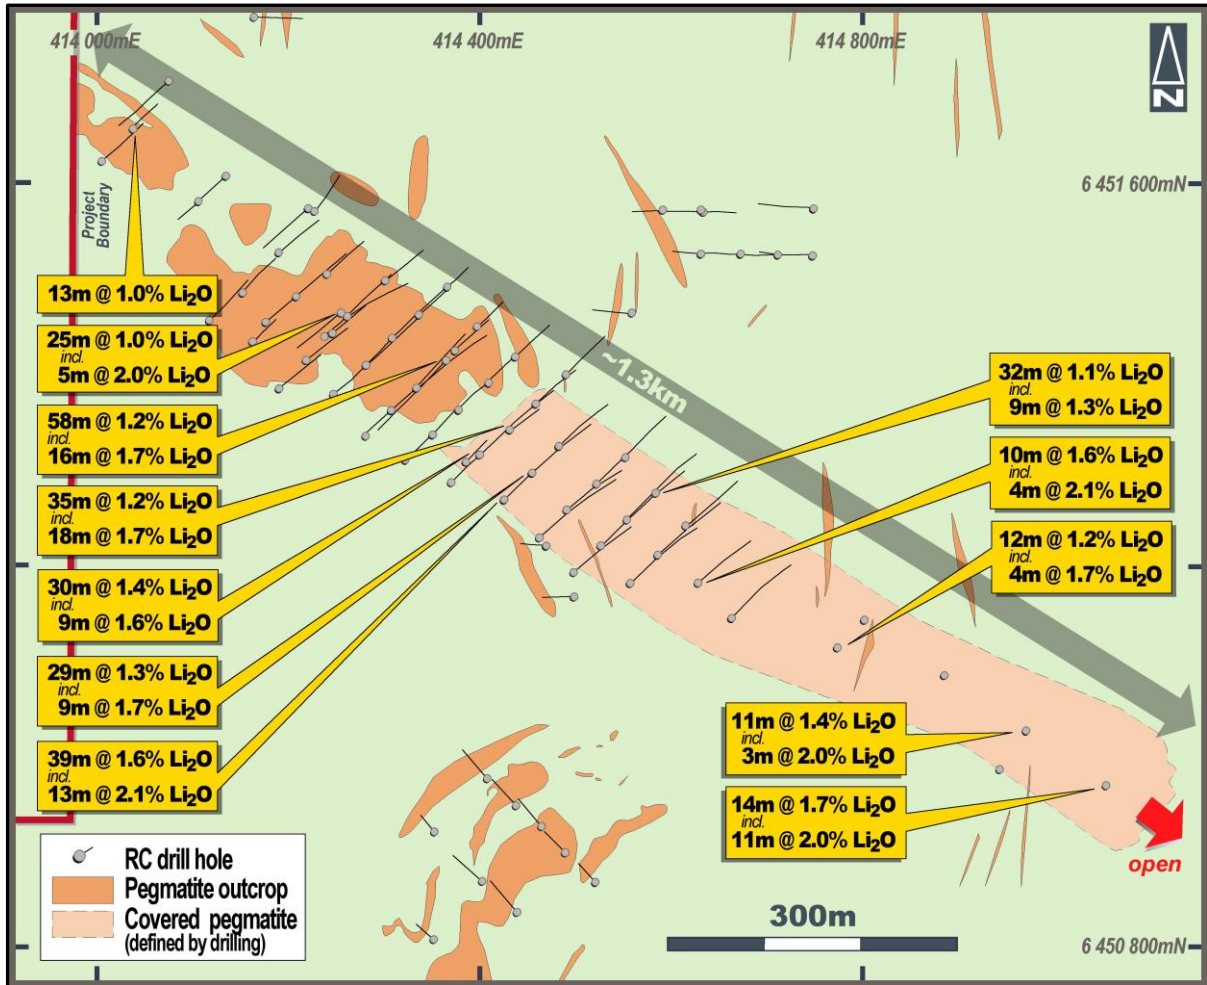 414 000mE
414 400mE
414 800mE
N
6 451 600mN
Project
Boundary
13m @ 1.0% Li₂O
25m @ 1.0% Li₂O
incl.
5m @ 2.0% Li₂O
58m @ 1.2% Li₂O
incl.
16m @ 1.7% Li₂O
35m @ 1.2% Li₂O
incl.
18m @ 1.7% Li₂O
30m @ 1.4% Li₂O
incl.
9m @ 1.6% Li₂O
29m @ 1.3% Li₂O
incl.
9m @ 1.7% Li₂O
39m @ 1.6% Li₂O
incl.
13m @ 2.1% Li₂O
~1.3km
32m @ 1.1% Li₂O
incl.
9m @ 1.3% Li₂O
10m @ 1.6% Li₂O
incl.
4m @ 2.1% Li₂O
12m @ 1.2% Li₂O
incl.
4m @ 1.7% Li₂O
11m @ 1.4% Li₂O
incl.
3m @ 2.0% Li₂O
14m @ 1.7% Li₂O
incl.
11m @ 2.0% Li₂O
open
RC drill hole
Pegmatite outcrop
Covered pegmatite
(defined by drilling)
300m
6 450 800mN